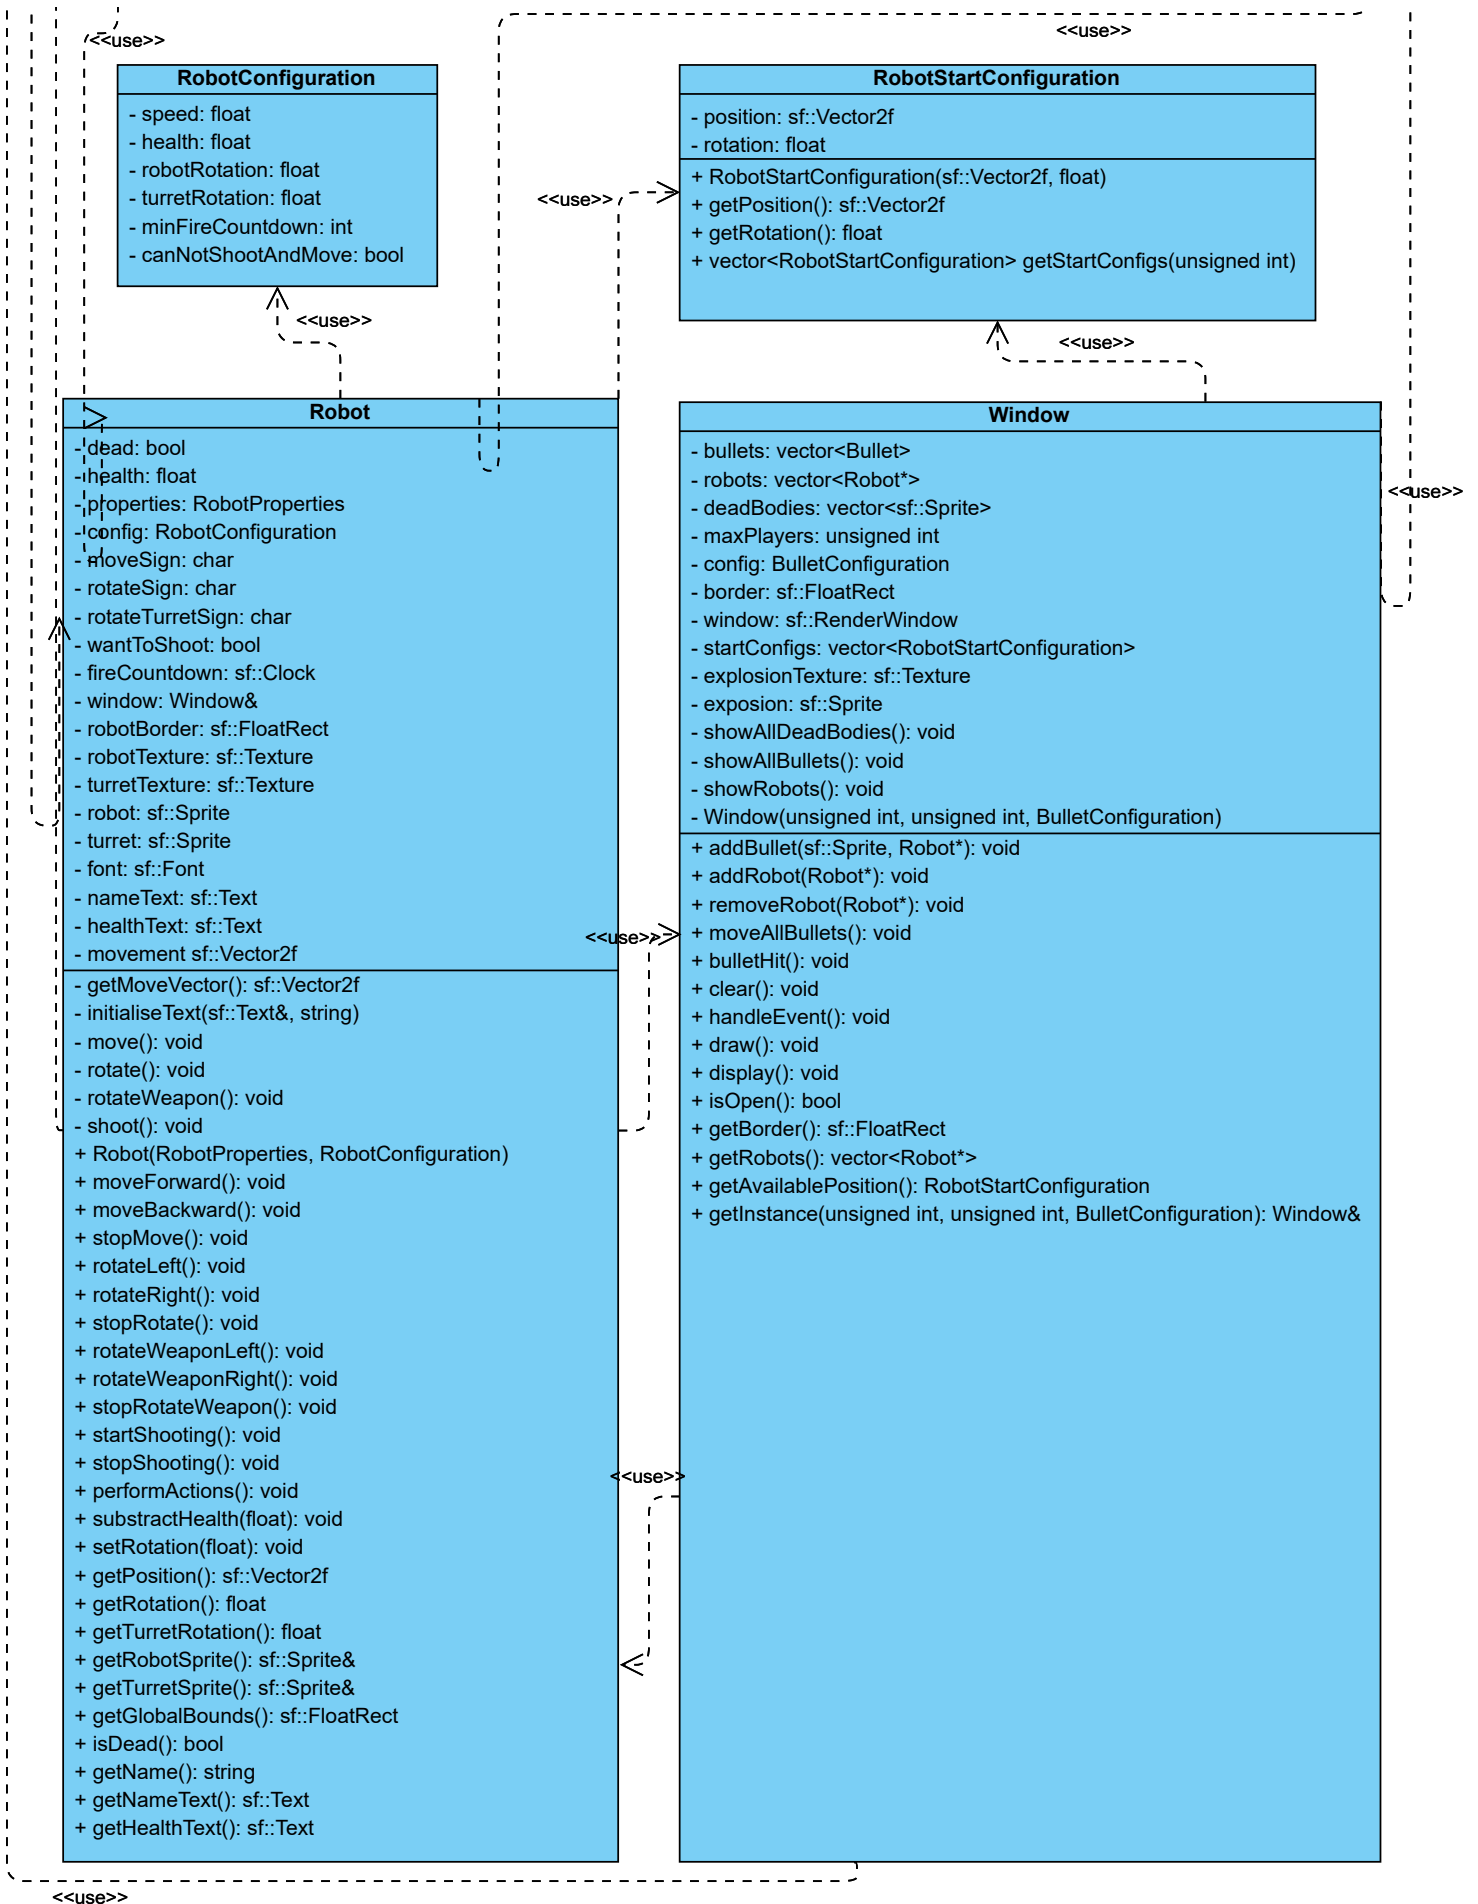 <<use>>
<<use>>
RobotConfiguration
- speed: float
- health: float
- robotRotation: float
- turretRotation: float
- minFireCountdown: int
- canNotShootAndMove: bool
RobotStartConfiguration
- position: sf::Vector2f
- rotation: float
+ RobotStartConfiguration(sf::Vector2f, float)
+ getPosition(): sf::Vector2f
+ getRotation(): float
+ vector<RobotStartConfiguration> getStartConfigs(unsigned int)
<<use>>
<<use>>
<<use>>
Robot
- dead: bool
- health: float
- properties: RobotProperties
- config: RobotConfiguration
- moveSign: char
- rotateSign: char
- rotateTurretSign: char
- wantToShoot: bool
- fireCountdown: sf::Clock
- window: Window&
- robotBorder: sf::FloatRect
- robotTexture: sf::Texture
- turretTexture: sf::Texture
- robot: sf::Sprite
- turret: sf::Sprite
- font: sf::Font
- nameText: sf::Text
- healthText: sf::Text
- movement sf::Vector2f
- getMoveVector(): sf::Vector2f
- initialiseText(sf::Text&, string)
- move(): void
- rotate(): void
- rotateWeapon(): void
- shoot(): void
+ Robot(RobotProperties, RobotConfiguration)
+ moveForward(): void
+ moveBackward(): void
+ stopMove(): void
+ rotateLeft(): void
+ rotateRight(): void
+ stopRotate(): void
+ rotateWeaponLeft(): void
+ rotateWeaponRight(): void
+ stopRotateWeapon(): void
+ startShooting(): void
+ stopShooting(): void
+ performActions(): void
+ substractHealth(float): void
+ setRotation(float): void
+ getPosition(): sf::Vector2f
+ getRotation(): float
+ getTurretRotation(): float
+ getRobotSprite(): sf::Sprite&
+ getTurretSprite(): sf::Sprite&
+ getGlobalBounds(): sf::FloatRect
+ isDead(): bool
+ getName(): string
+ getNameText(): sf::Text
+ getHealthText(): sf::Text
<<use>>
<<use>>
Window
- bullets: vector<Bullet>
- robots: vector<Robot*>
- deadBodies: vector<sf::Sprite>
- maxPlayers: unsigned int
- config: BulletConfiguration
- border: sf::FloatRect
- window: sf::RenderWindow
- startConfigs: vector<RobotStartConfiguration>
- explosionTexture: sf::Texture
- exposion: sf::Sprite
- showAllDeadBodies(): void
- showAllBullets(): void
- showRobots(): void
- Window(unsigned int, unsigned int, BulletConfiguration)
+ addBullet(sf::Sprite, Robot*): void
+ addRobot(Robot*): void
+ removeRobot(Robot*): void
+ moveAllBullets(): void
+ bulletHit(): void
+ clear(): void
+ handleEvent(): void
+ draw(): void
+ display(): void
+ isOpen(): bool
+ getBorder(): sf::FloatRect
+ getRobots(): vector<Robot*>
+ getAvailablePosition(): RobotStartConfiguration
+ getInstance(unsigned int, unsigned int, BulletConfiguration): Window&
<<use>>
<<use>>